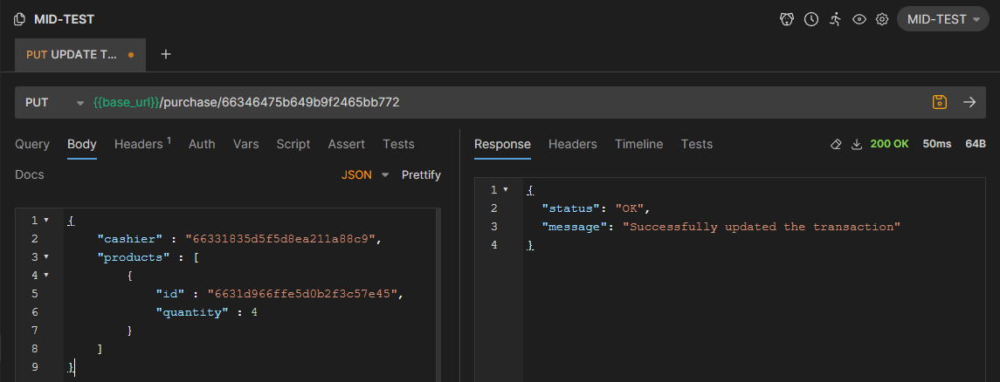 MID-TEST
MID-TEST
PUT UPDATE T...
+
PUT {{base_url}}/purchase/66346475b649b9f2465bb772
Query Body Headers 1 Auth Vars Script Assert Tests
Docs
JSON Prettify
1 {
2 "cashier" : "66331835d5f5d8ea211a88c9",
3 "products" : [
4 {
5 "id" : "6631d966ffe5d0b2f3c57e45",
6 "quantity" : 4
7 }
8 ]
9 }
Response Headers Timeline Tests 200 OK 50ms 64B
1 {
2 "status": "OK",
3 "message": "Successfully updated the transaction"
4 }